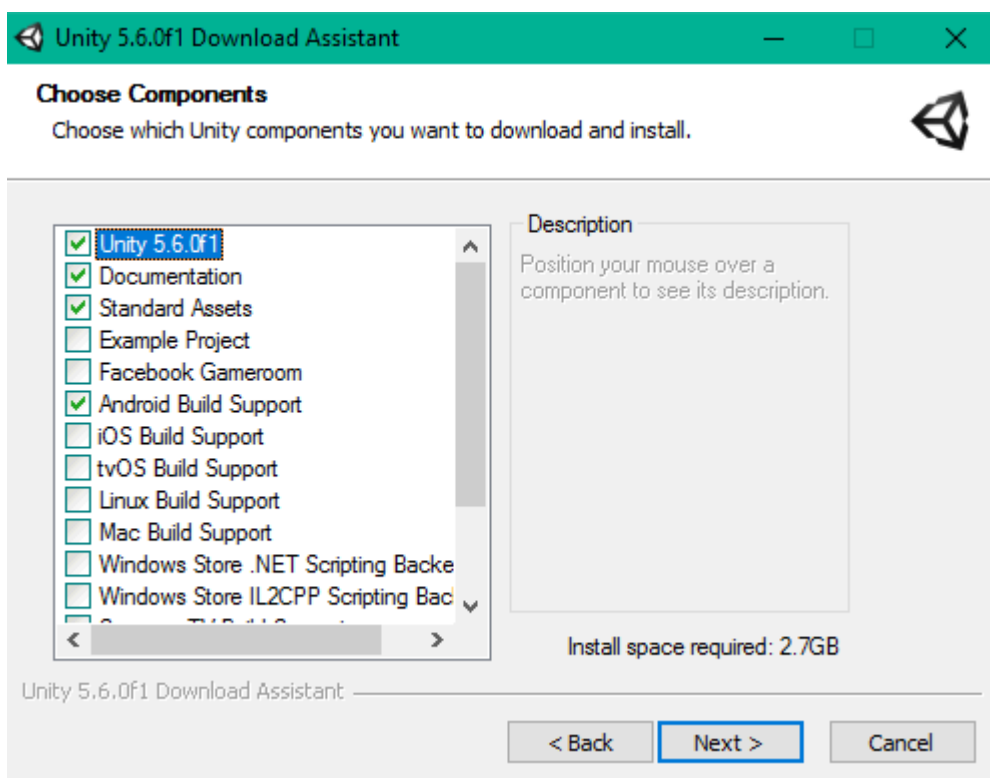 Unity 5.6.0f1 Download Assistant
Choose Components
Choose which Unity components you want to download and install.
Unity 5.6.0f1
Documentation
Standard Assets
Example Project
Facebook Gameroom
Android Build Support
iOS Build Support
tvOS Build Support
Linux Build Support
Mac Build Support
Windows Store .NET Scripting Backe
Windows Store IL2CPP Scripting Bac
Description
Position your mouse over a
component to see its description.
Install space required: 2.7GB
Unity 5.6.0f1 Download Assistant
< Back
Next >
Cancel